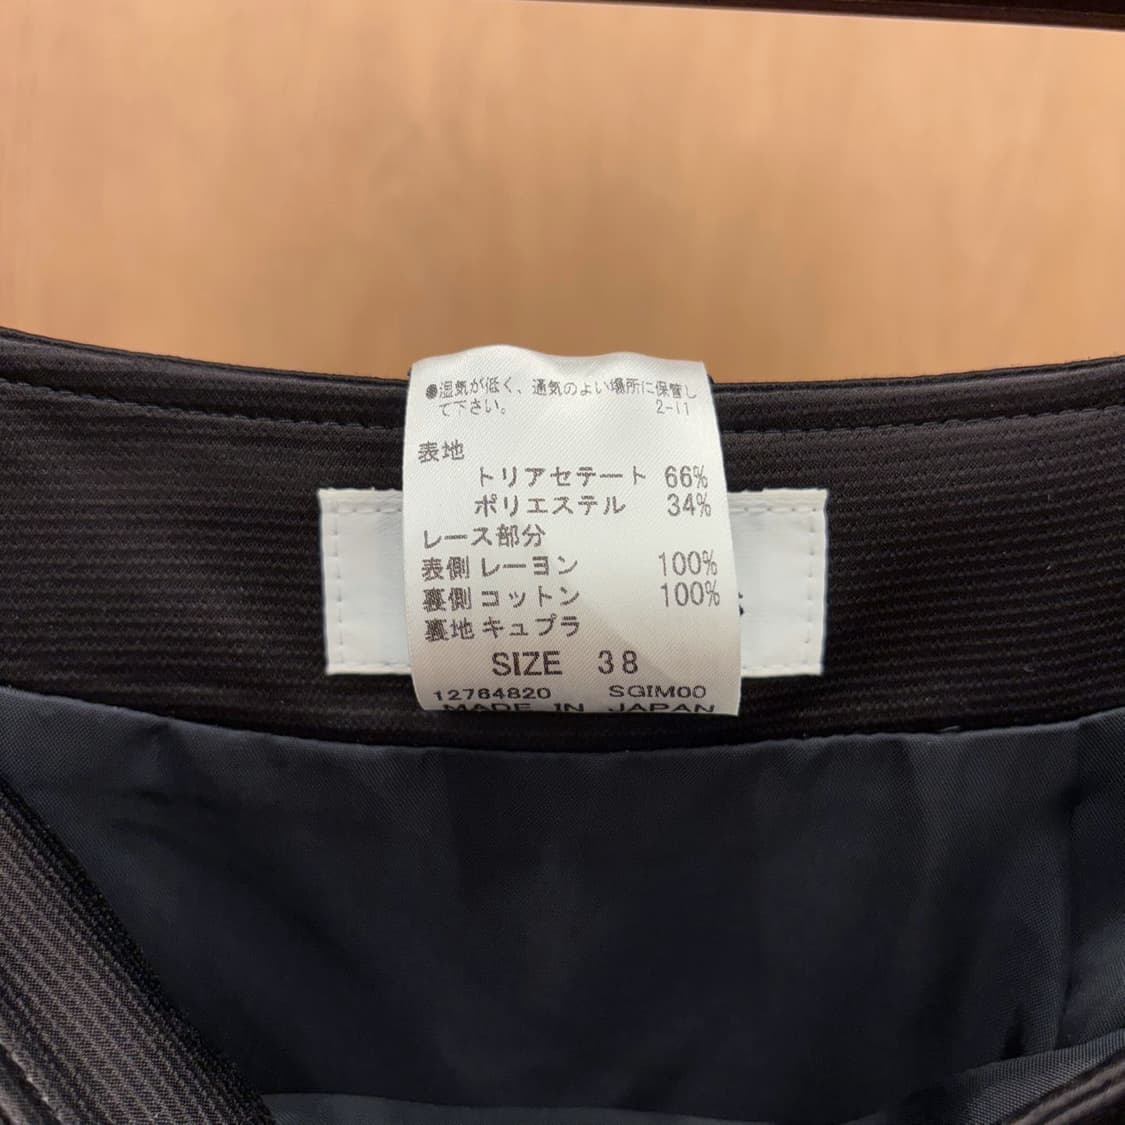 ●湿気が低く、通気のよい場所に保管し
て下さい。 2-11
表地
トリアセテート 66%
ポリエステル 34%
レース部分
表側 レーヨン 100%
裏側 コットン 100%
裏地 キュプラ
SIZE 38
12764820 SGIM00
MADE IN JAPAN